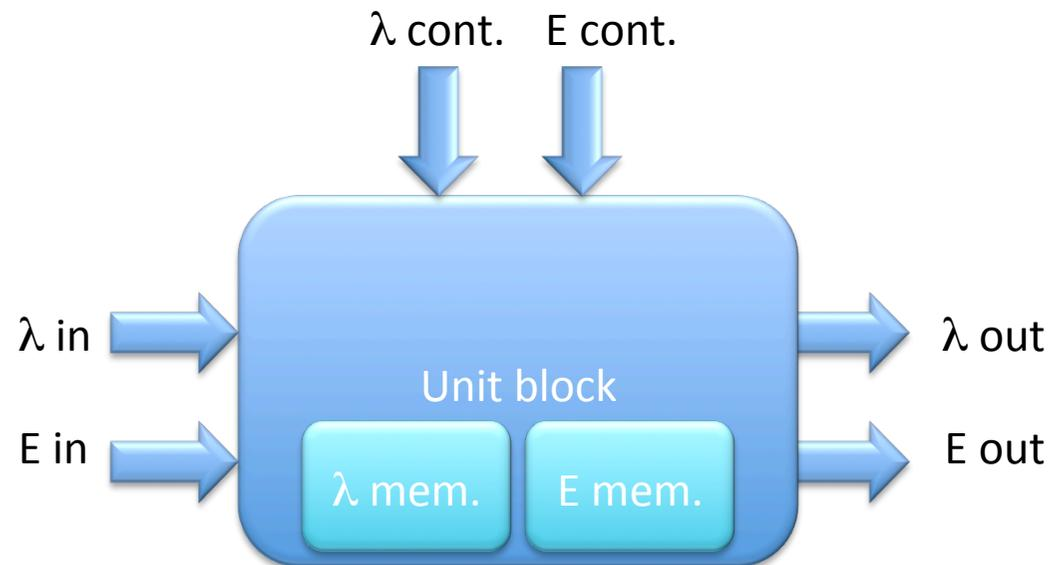 λ cont. E cont.
λ in
λ out
Unit block
E in
E out
λ mem. E mem.